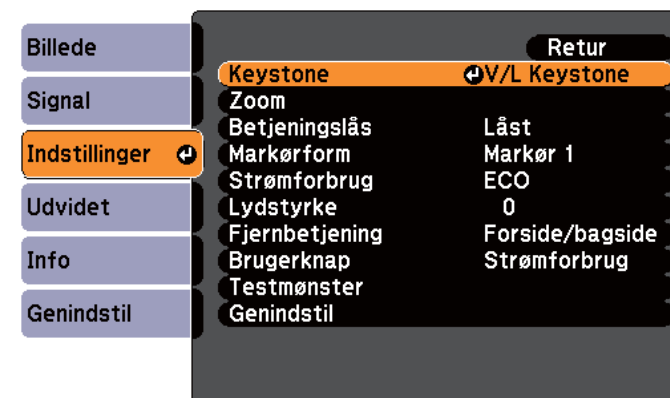 Billede
Signal
Indstillinger
Udvidet
Info
Genindstil
Retur
Keystone V/L Keystone
Zoom
Betjeningslås Låst
Markørform Markør 1
Strømforbrug ECO
Lydstyrke 0
Fjernbetjening Forside/bagside
Brugerknap Strømforbrug
Testmønster
Genindstil